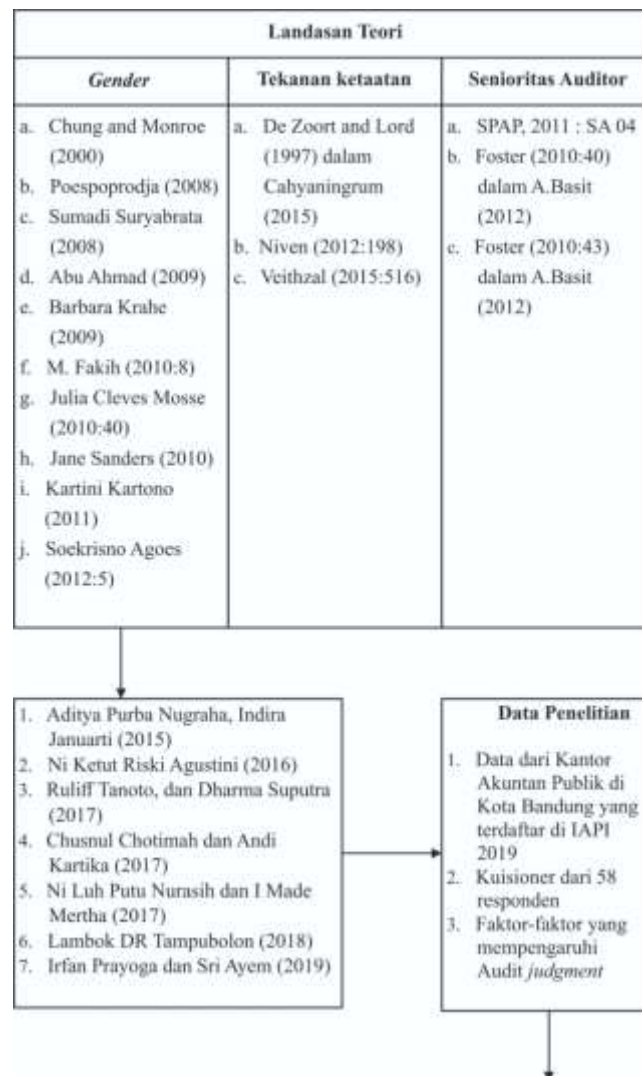 Landasan Teori
Gender
a. Chung and Monroe
(2000)
b. Poespoprodja (2008)
c. Sumadi Suryabrata
(2008)
d. Abu Ahmad (2009)
e. Barbara Krahe
(2009)
f. M. Fakih (2010:8)
g. Julia Cleves Mosse
(2010:40)
h. Jane Sanders (2010)
i. Kartini Kartono
(2011)
j. Soekrisno Agoes
(2012:5)
Tekanan ketaatan
a. De Zoort and Lord
(1997) dalam
Cahyaningrum
(2015)
b. Niven (2012:198)
c. Veithzal (2015:516)
Senioritas Auditor
a. SPAP, 2011 : SA 04
b. Foster (2010:40)
dalam A.Basit
(2012)
c. Foster (2010:43)
dalam A.Basit
(2012)
1. Aditya Purba Nugraha, Indira
Januarti (2015)
2. Ni Ketut Riski Agustini (2016)
3. Ruliff Tanoto, dan Dharma Suputra
(2017)
4. Chusnul Chotimah dan Andi
Kartika (2017)
5. Ni Luh Putu Nurasih dan I Made
Mertha (2017)
6. Lambok DR Tampubolon (2018)
7. Irfan Prayoga dan Sri Ayem (2019)
Data Penelitian
1. Data dari Kantor
Akuntan Publik di
Kota Bandung yang
terdaftar di IAPI
2019
2. Kuisioner dari 58
responden
3. Faktor-faktor yang
mempengaruhi
Audit judgment